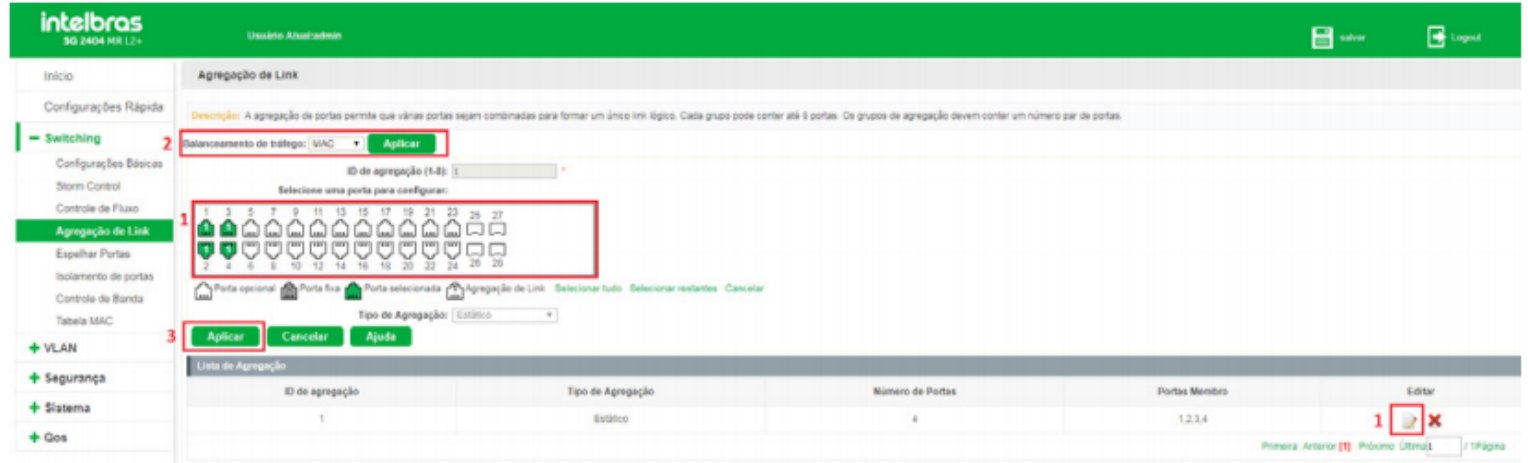 intelbras
SG 2404 MR L2+
Usuário Atual:admin
salvar
Logout
Início
Configurações Rápida
Switching
Configurações Básicas
Storm Control
Controle de Fluxo
Agregação de Link
Espelhar Portas
Isolamento de portas
Controle de Banda
Tabela MAC
VLAN
Segurança
Sistema
Qos
Agregação de Link
Descrição: A agregação de portas permite que várias portas sejam combinadas para formar um único link lógico. Cada grupo pode conter até 8 portas. Os grupos de agregação devem conter um número par de portas.
2
Balanceamento de tráfego: MAC Aplicar
ID de agregação (1-8): 1 *
Selecione uma porta para configurar:
1
1 3 5 7 9 11 13 15 17 19 21 23 25 27
1 1
1 1
2 4 6 8 10 12 14 16 18 20 22 24 26 28
Porta opcional Porta fixa Porta selecionada Agregação de Link Selecionar tudo Selecionar restantes Cancelar
Tipo de Agregação: Estático
3 Aplicar Cancelar Ajuda
Lista de Agregação
ID de agregação Tipo de Agregação Número de Portas Portas Membro Editar
1 Estático 4 1,2,3,4 1
Primeira Anterior [1] Próximo Última 1 / 1Página